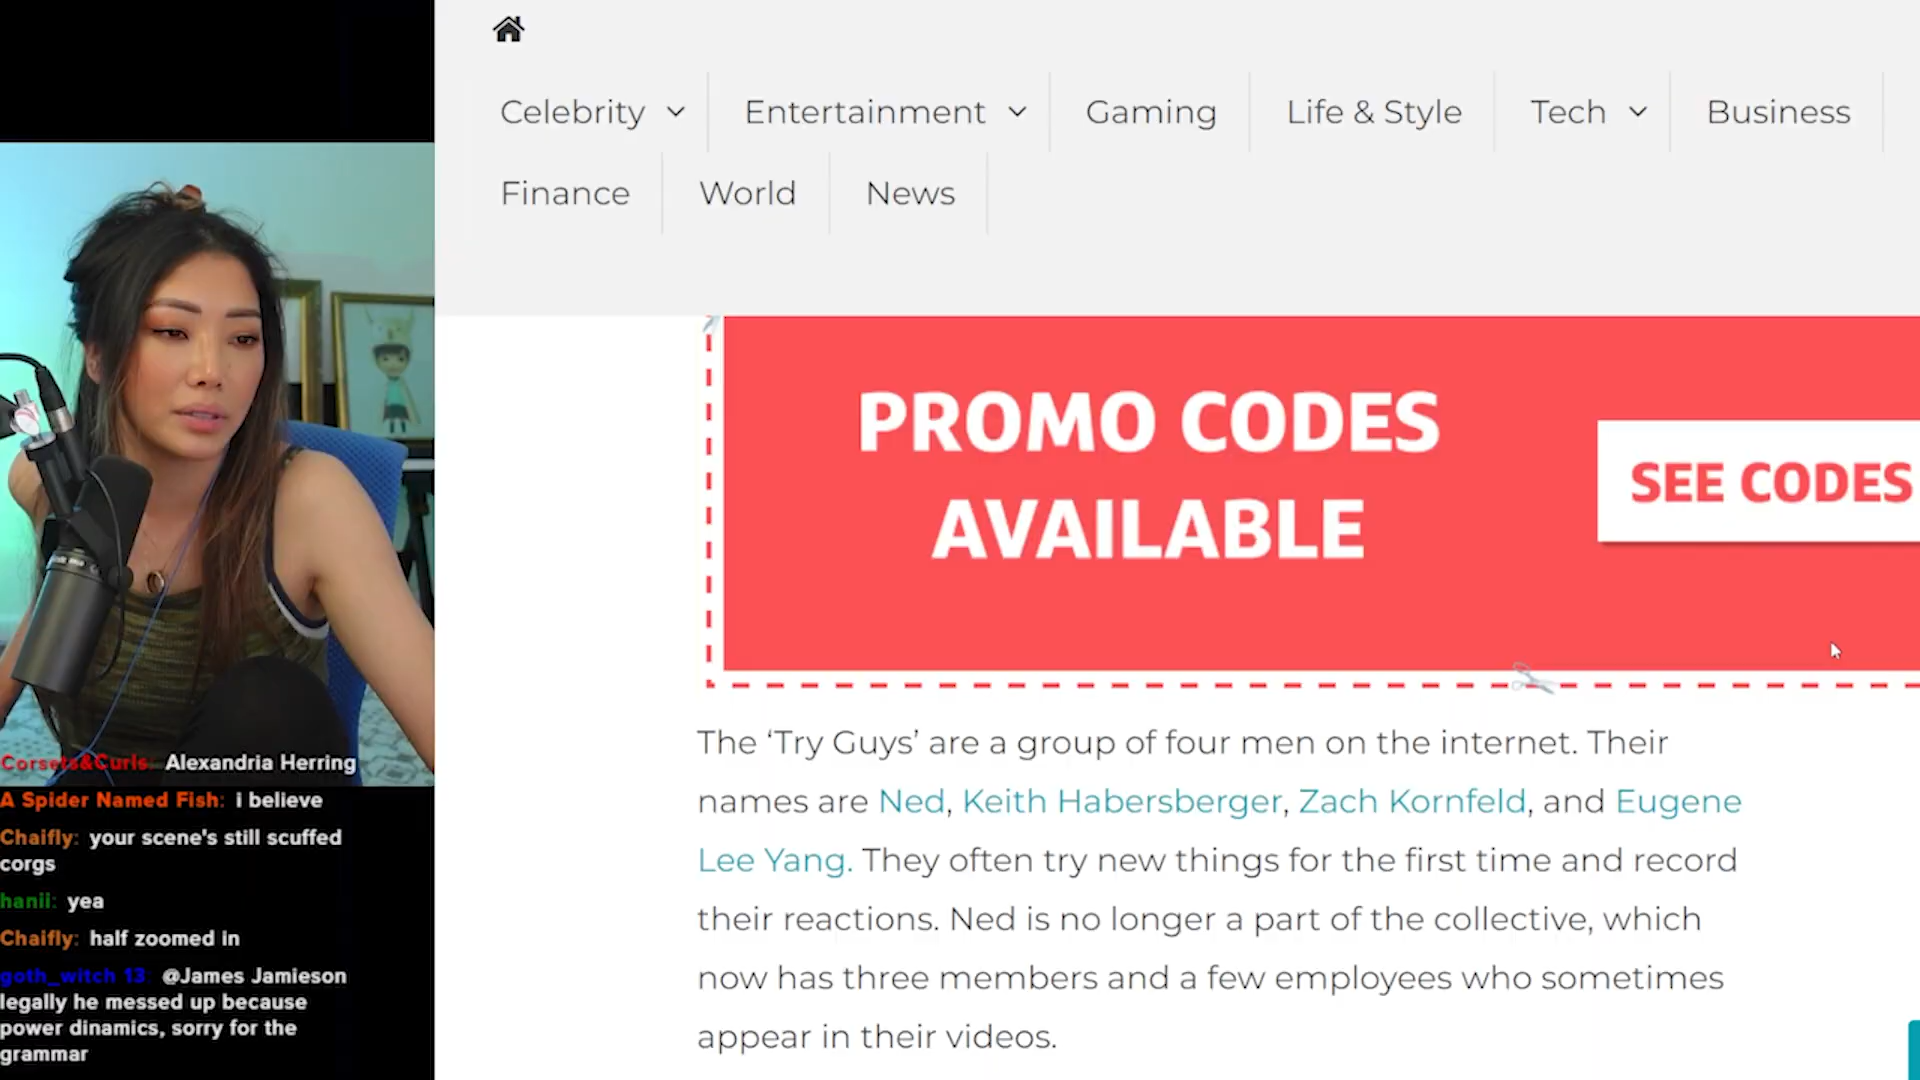 Celebrity
Entertainment
Gaming
Life & Style
Tech
Business
Finance
World
News
PROMO CODES
AVAILABLE
SEE CODES
The ‘Try Guys’ are a group of four men on the internet. Their
names are Ned, Keith Habersberger, Zach Kornfeld, and Eugene
Lee Yang. They often try new things for the first time and record
their reactions. Ned is no longer a part of the collective, which
now has three members and a few employees who sometimes
appear in their videos.
Corsets&Curls: Alexandria Herring
A Spider Named Fish: i believe
Chaifly: your scene's still scuffed
corgs
hanii: yea
Chaifly: half zoomed in
goth_witch 13: @James Jamieson
legally he messed up because
power dinamics, sorry for the
grammar